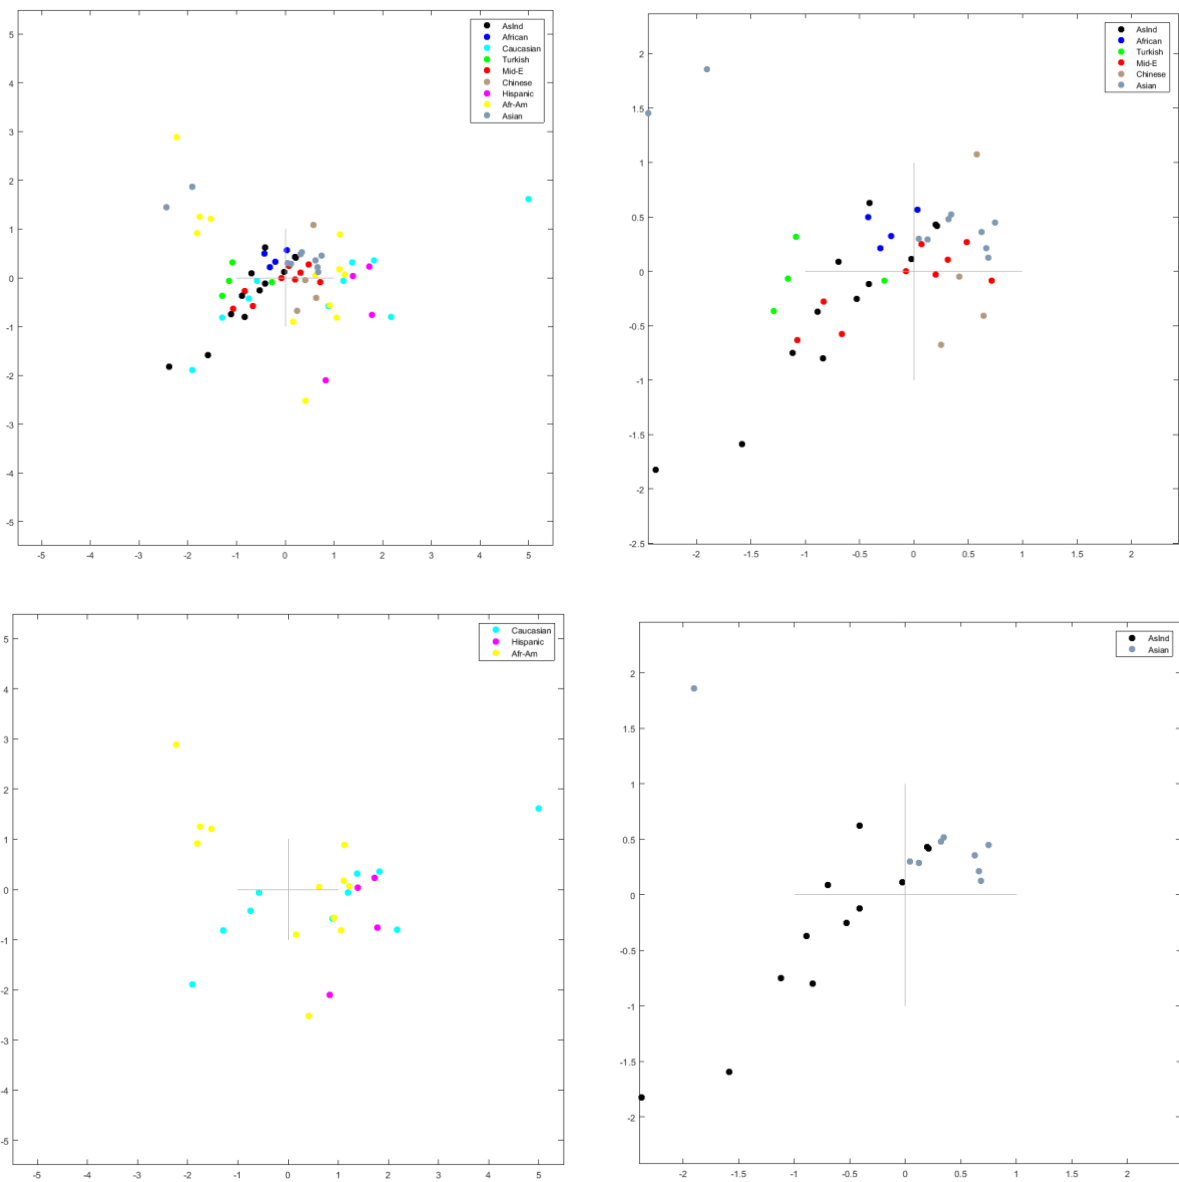 5
4
3
2
1
0
-1
-2
-3
-4
-5
-5 -4 -3 -2 -1 0 1 2 3 4 5
AsInd
African
Caucasian
Turkish
Mid-E
Chinese
Hispanic
Afr-Am
Asian
2
1.5
1
0.5
0
-0.5
-1
-1.5
-2
-2.5
-2 -1.5 -1 -0.5 0 0.5 1 1.5 2
AsInd
African
Turkish
Mid-E
Chinese
Asian
5
4
3
2
1
0
-1
-2
-3
-4
-5
-5 -4 -3 -2 -1 0 1 2 3 4 5
Caucasian
Hispanic
Afr-Am
2
1.5
1
0.5
0
-0.5
-1
-1.5
-2
-2 -1.5 -1 -0.5 0 0.5 1 1.5 2
AsInd
Asian